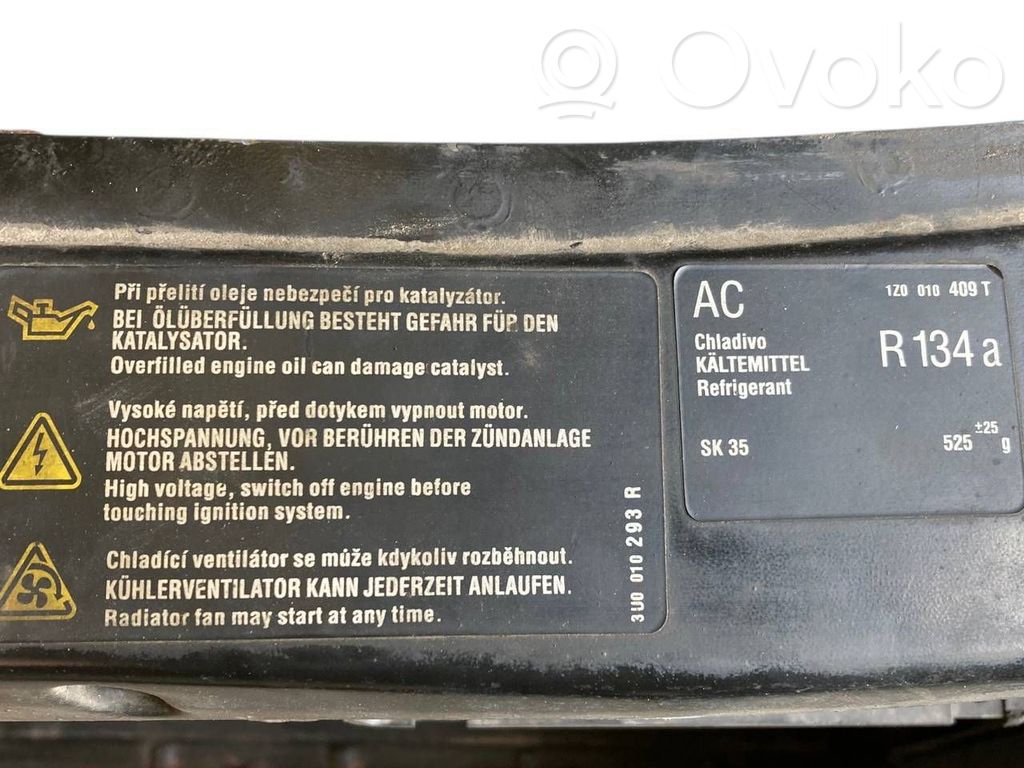 Ovoko
Při přelití oleje nebezpečí pro katalyzátor.
BEI ÖLÜBERFÜLLUNG BESTEHT GEFAHR FÜR DEN
KATALYSATOR.
Overfilled engine oil can damage catalyst.
Vysoké napětí, před dotykem vypnout motor.
HOCHSPANNUNG, VOR BERÜHREN DER ZÜNDANLAGE
MOTOR ABSTELLEN.
High voltage, switch off engine before
touching ignition system.
Chladící ventilátor se může kdykoliv rozběhnout.
KÜHLERVENTILATOR KANN JEDERZEIT ANLAUFEN.
Radiator fan may start at any time.
3U0 010 293 R
AC 1Z0 010 409 T
Chladivo
KÄLTEMITTEL R 134 a
Refrigerant
SK 35 525 ±25 g